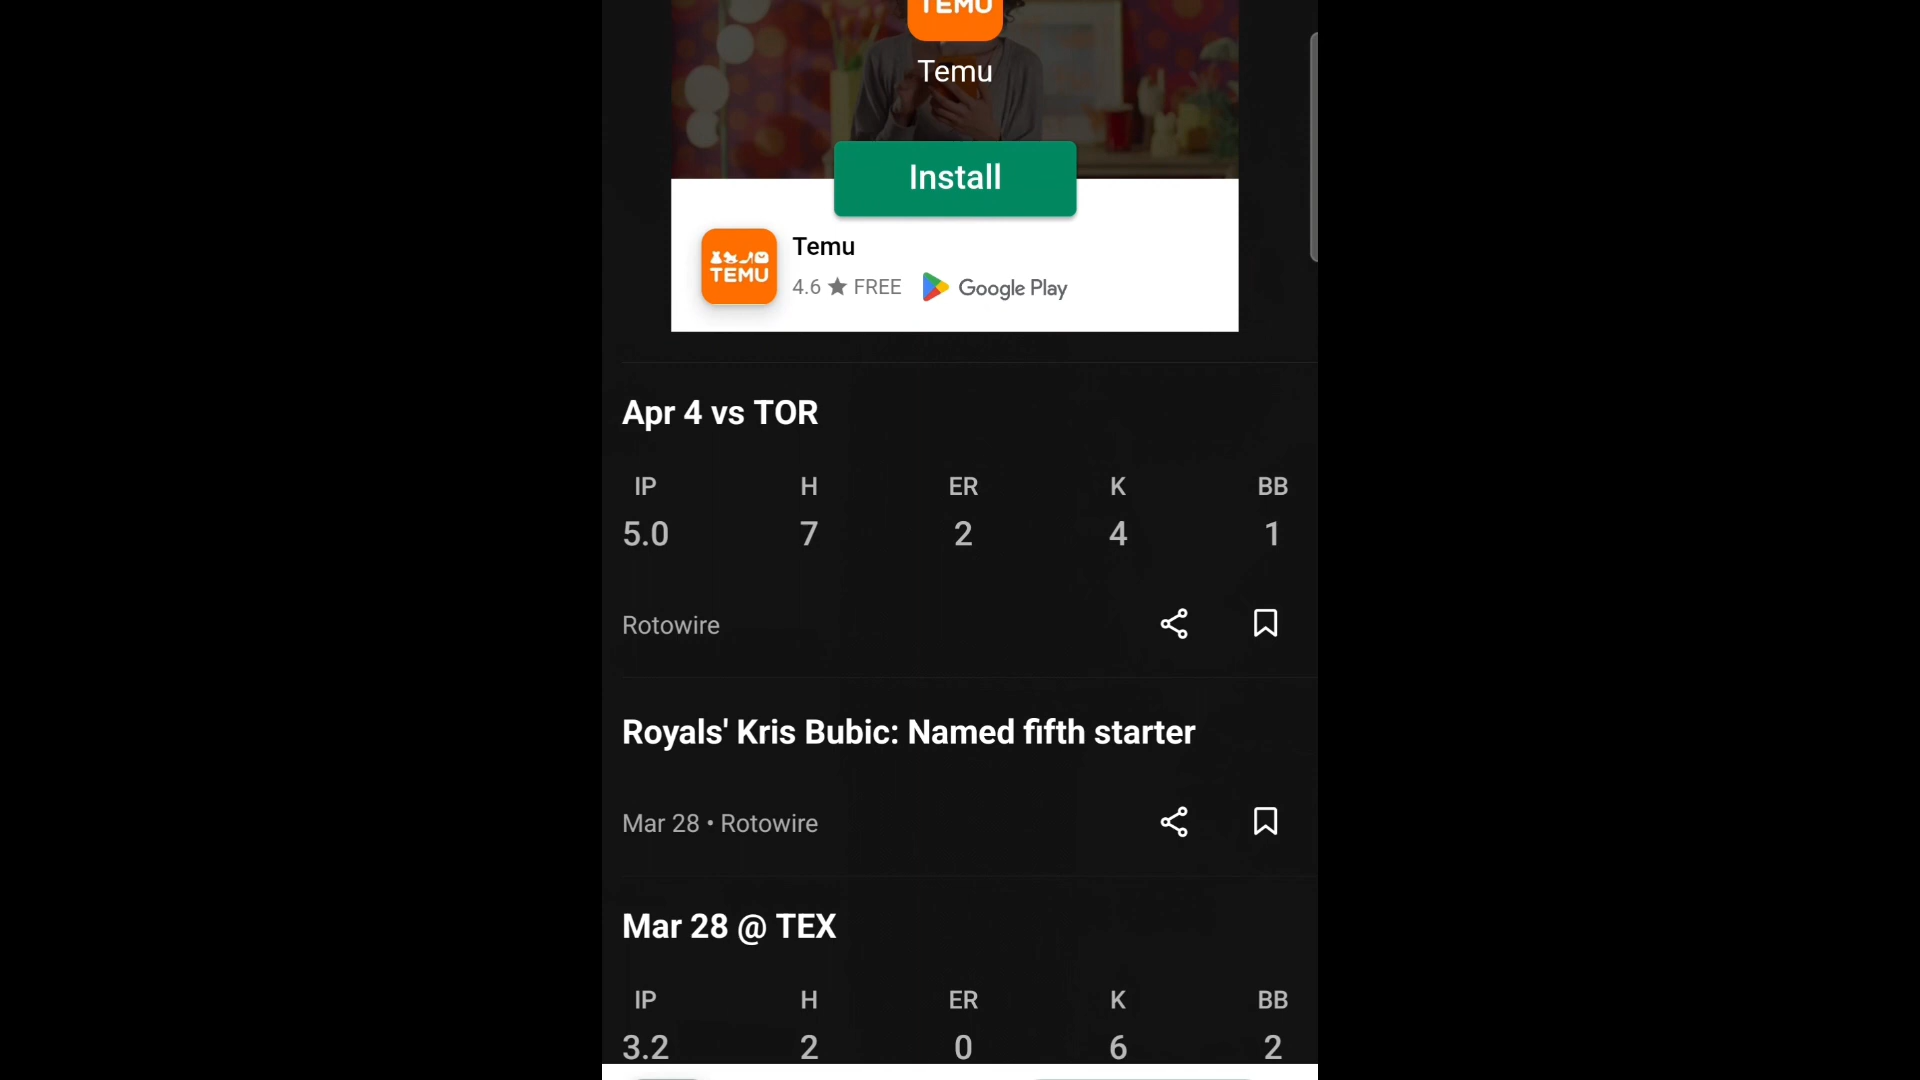 TEMU
Temu
Install
TEMU
Temu
4.6 ★ FREE Google Play
Apr 4 vs TOR
IP H ER K BB
5.0 7 2 4 1
Rotowire
Royals' Kris Bubic: Named fifth starter
Mar 28 • Rotowire
Mar 28 @ TEX
IP H ER K BB
3.2 2 0 6 2